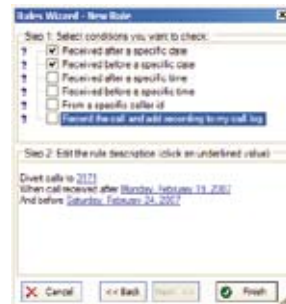 Rules Wizard - New Rule
Step 1: Select conditions you want to check:
Received after a specific date
Received before a specific date
Received after a specific time
Received before a specific time
From a specific caller id
Record the call and add recording to my call log
Step 2: Edit the rule description (click on underlined value)
Divert calls to 2171
When call received after Monday, February 19, 2007
And before Saturday, February 24, 2007
Cancel << Back Next >> Finish